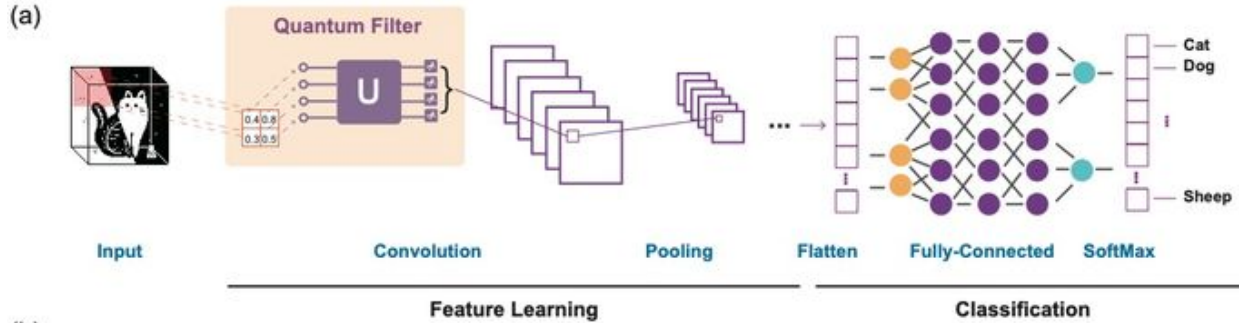 (a)
Quantum Filter
U
0.4 0.8
0.3 0.5
...
Cat
Dog
...
Sheep
Input
Convolution
Pooling
Flatten
Fully-Connected
SoftMax
Feature Learning
Classification